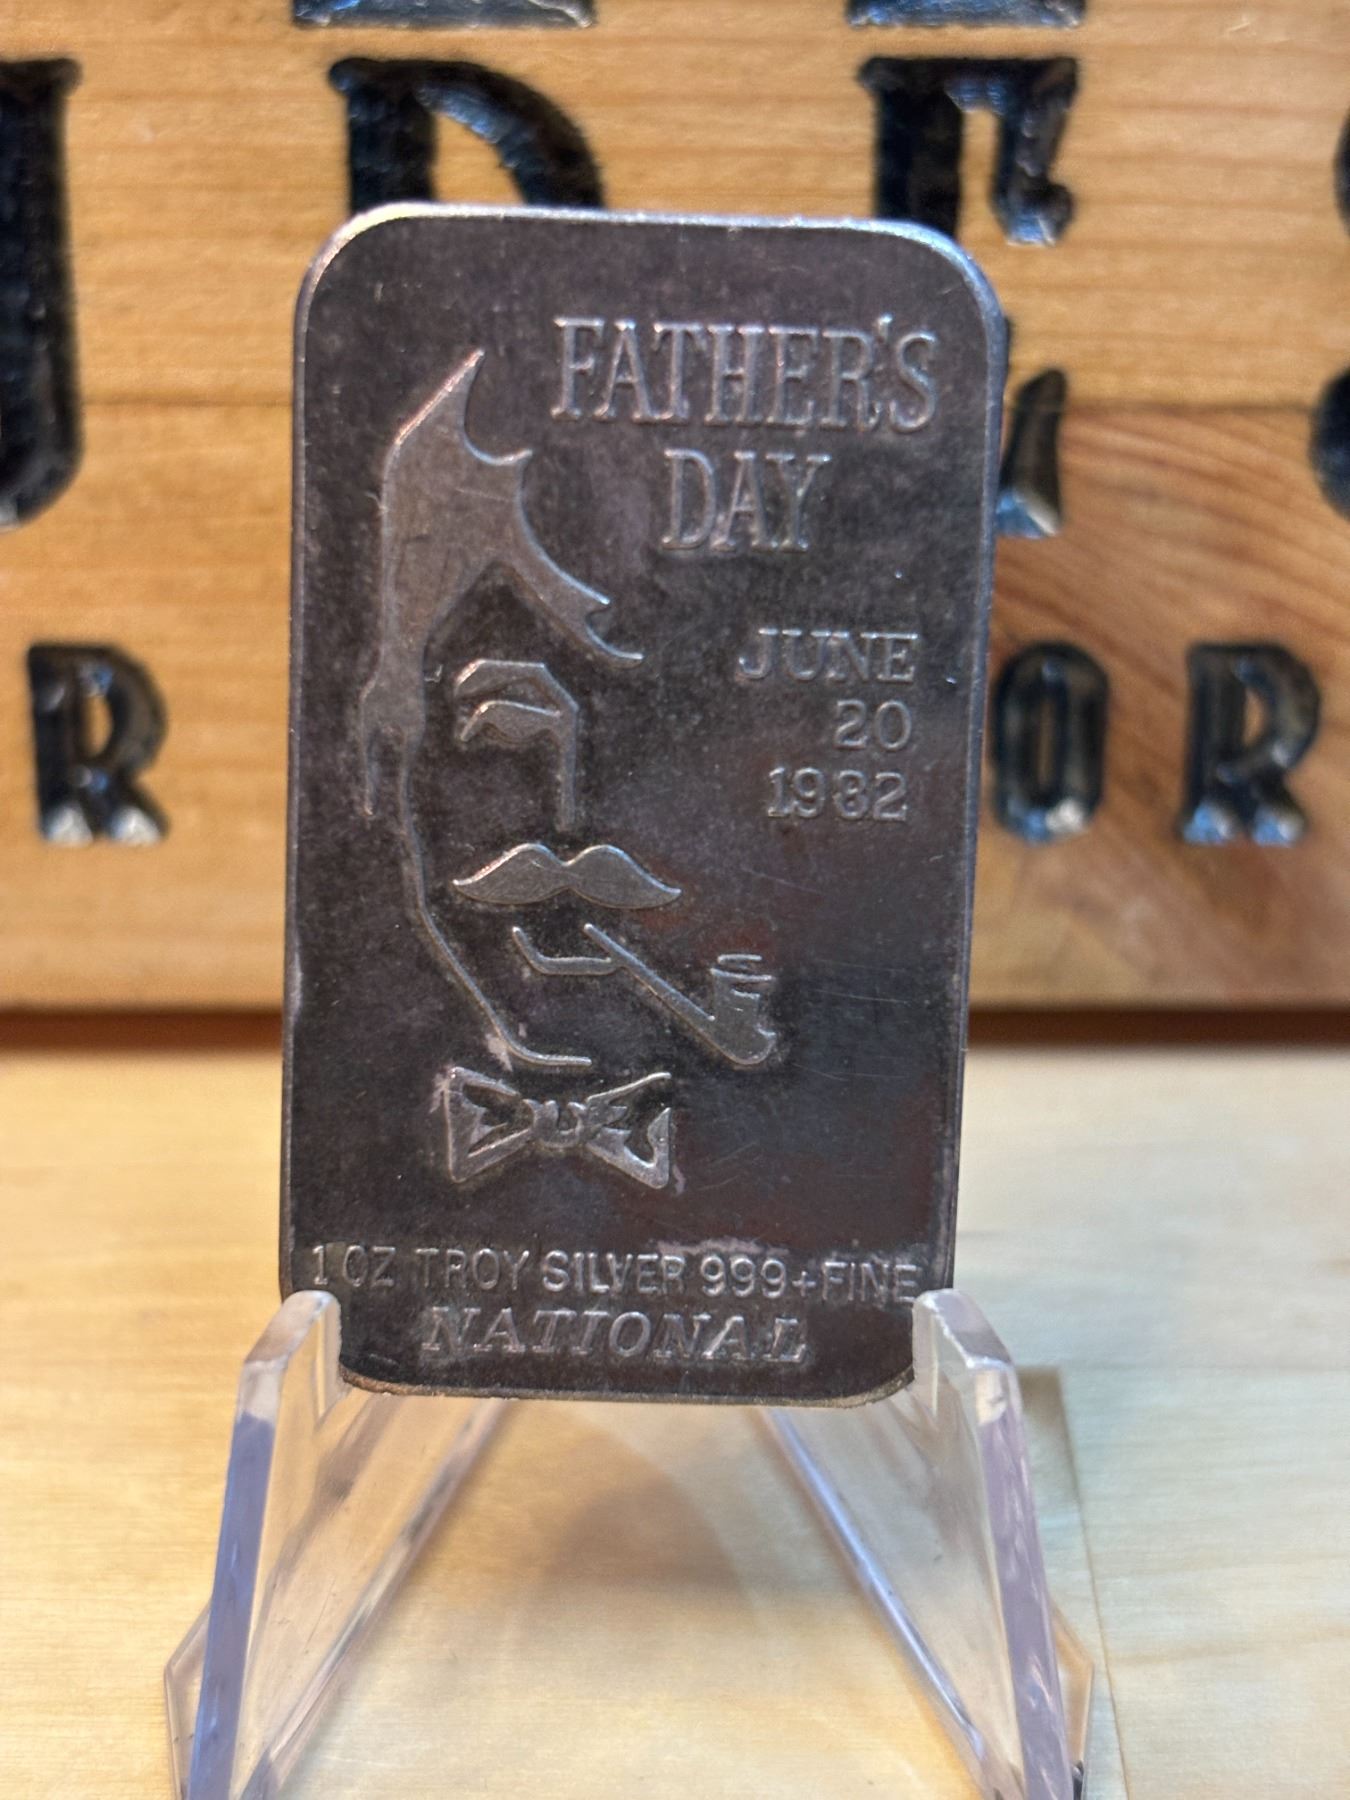 FATHER'S
DAY
JUNE
20
1982
1 OZ TROY SILVER 999+FINE
NATIONAL